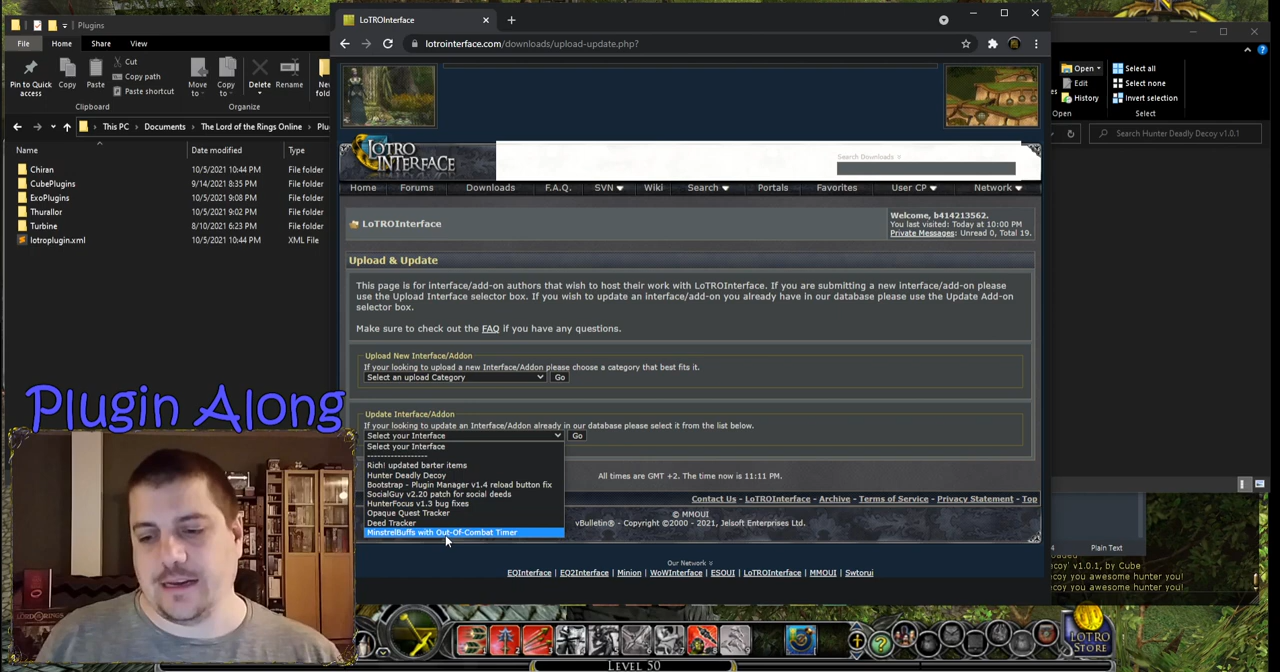 Plugins
File Home Share View
Pin to Quick access
Copy
Paste
Cut
Copy path
Paste shortcut
Clipboard
Move to
Copy to
Delete
Rename
New folder
Organize
This PC > Documents > The Lord of the Rings Online >
Name Date modified Type
Chiran 10/5/2021 10:44 PM File folder
CubePlugins 9/14/2021 8:35 PM File folder
ExoPlugins 10/5/2021 9:08 PM File folder
Thurallor 10/5/2021 9:02 PM File folder
Turbine 8/10/2021 6:23 PM File folder
lotroplugin.xml 10/5/2021 10:44 PM XML File
LoTROInterface
lotrointerface.com/downloads/upload-update.php?
LOTRO INTERFACE
Search Downloads
Home Forums Downloads F.A.Q. SVN Wiki Search Portals Favorites User CP Network
LoTROInterface
Welcome, b414213562.
You last visited: Today at 10:00 PM
Private Messages: Unread 0, Total 19.
Upload & Update
This page is for interface/add-on authors that wish to host their work with LoTROInterface. If you are submitting a new interface/add-on please
use the Upload Interface selector box. If you wish to update an interface/add-on you already have in our database please use the Update Add-on
selector box.
Make sure to check out the FAQ if you have any questions.
Upload New Interface/Addon
If your looking to upload a new Interface/Addon please choose a category that best fits it.
Select an upload Category Go
Update Interface/Addon
If your looking to update an Interface/Addon already in our database please select it from the list below.
Select your Interface Go
Select your Interface
------------------
Rich! updated barter items
Hunter Deadly Decoy
Bootstrap - Plugin Manager v1.4 reload button fix
SocialGuy v2.20 patch for social deeds
HunterFocus v1.3 bug fixes
Opaque Quest Tracker
Deed Tracker
MinstrelBuffs with Out-Of-Combat Timer
All times are GMT +2. The time now is 11:11 PM.
Contact Us - LoTROInterface - Archive - Terms of Service - Privacy Statement - Top
© MMOUI
vBulletin® - Copyright ©2000 - 2021, Jelsoft Enterprises Ltd.
Our Network
EQInterface | EQ2Interface | Minion | WoWInterface | ESOUI | LoTROInterface | MMOUI | Swtorui
Open
Edit
History
Open
Select all
Select none
Invert selection
Select
Search Hunter Deadly Decoy v1.0.1
Plain Text
oaded
coy' v1.0.1, by Cube
coy you awesome hunter you!
coy you awesome hunter you!
Plugin Along
LOTRO
STORE
LEVEL 50